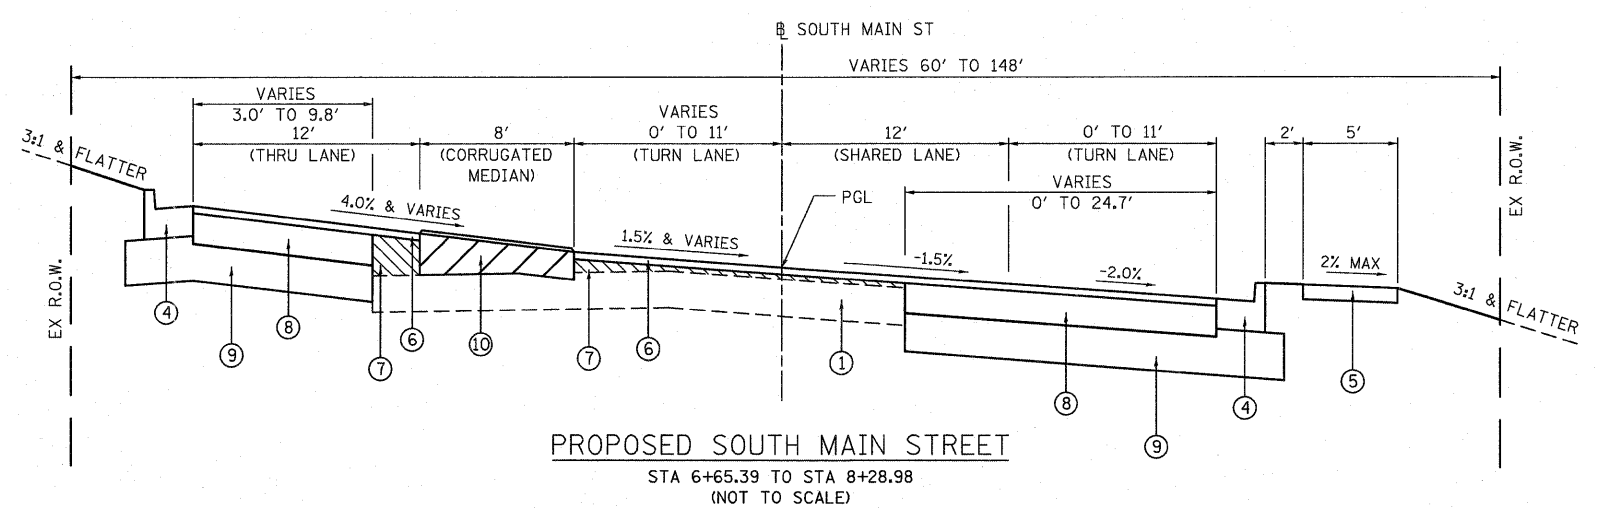 ℄ SOUTH MAIN ST
VARIES 60' TO 148'
VARIES
3.0' TO 9.8'
12'
(THRU LANE)
8'
(CORRUGATED
MEDIAN)
VARIES
0' TO 11'
(TURN LANE)
12'
(SHARED LANE)
0' TO 11'
(TURN LANE)
VARIES
0' TO 24.7'
2'
5'
3:1 & FLATTER
4.0% & VARIES
1.5% & VARIES
PGL
-1.5%
-2.0%
2% MAX
3:1 & FLATTER
EX R.O.W.
EX R.O.W.
4
9
8
7
6
10
7
6
1
8
9
4
5
PROPOSED SOUTH MAIN STREET
STA 6+65.39 TO STA 8+28.98
(NOT TO SCALE)